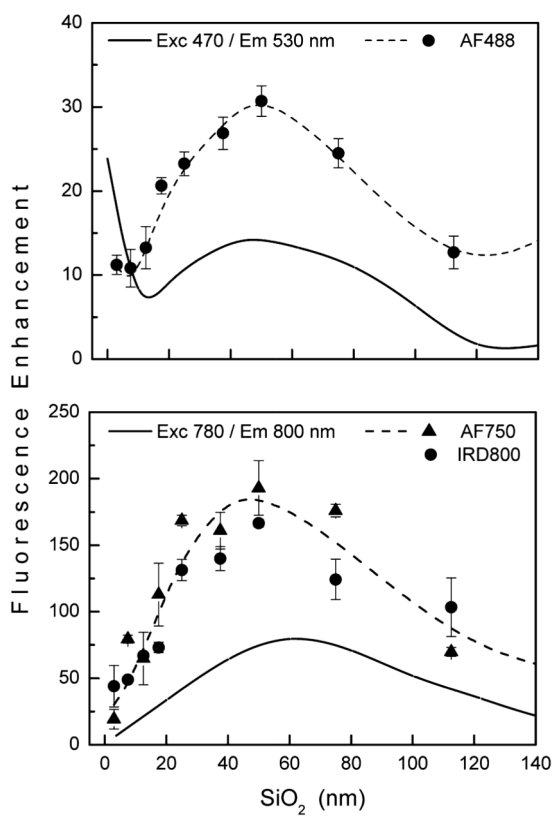 Exc 470 / Em 530 nm
AF488
40
30
20
10
0
Fluorescence Enhancement
Exc 780 / Em 800 nm
AF750
IRD800
250
200
150
100
50
0
0 20 40 60 80 100 120 140
SiO2 (nm)